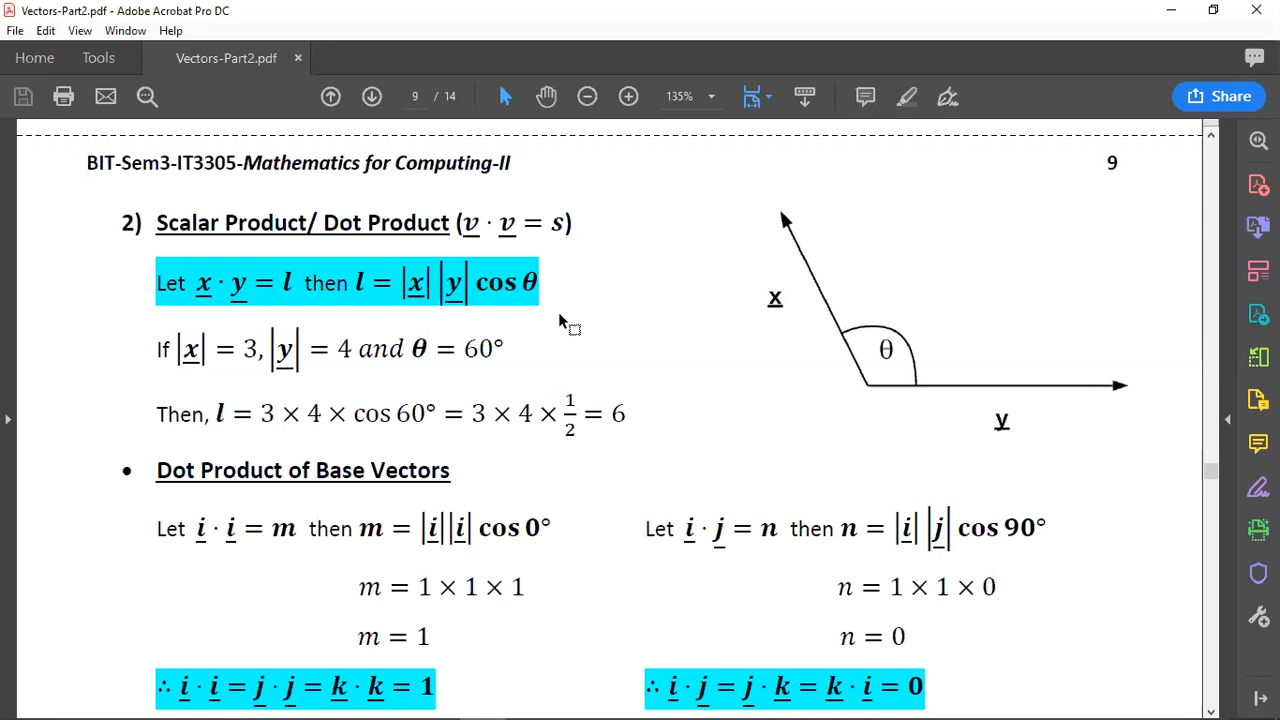 Vectors-Part2.pdf - Adobe Acrobat Pro DC
File Edit View Window Help
Home Tools Vectors-Part2.pdf ×
9 / 14 135% Share
BIT-Sem3-IT3305-Mathematics for Computing-II 9
2) Scalar Product/ Dot Product (v · v = s)
Let x · y = l then l = |x| |y| cos θ
x
If |x| = 3, |y| = 4 and θ = 60°
θ
Then, l = 3 × 4 × cos 60° = 3 × 4 × 1/2 = 6
y
• Dot Product of Base Vectors
Let i · i = m then m = |i||i| cos 0°
m = 1 × 1 × 1
m = 1
∴ i · i = j · j = k · k = 1
Let i · j = n then n = |i| |j| cos 90°
n = 1 × 1 × 0
n = 0
∴ i · j = j · k = k · i = 0